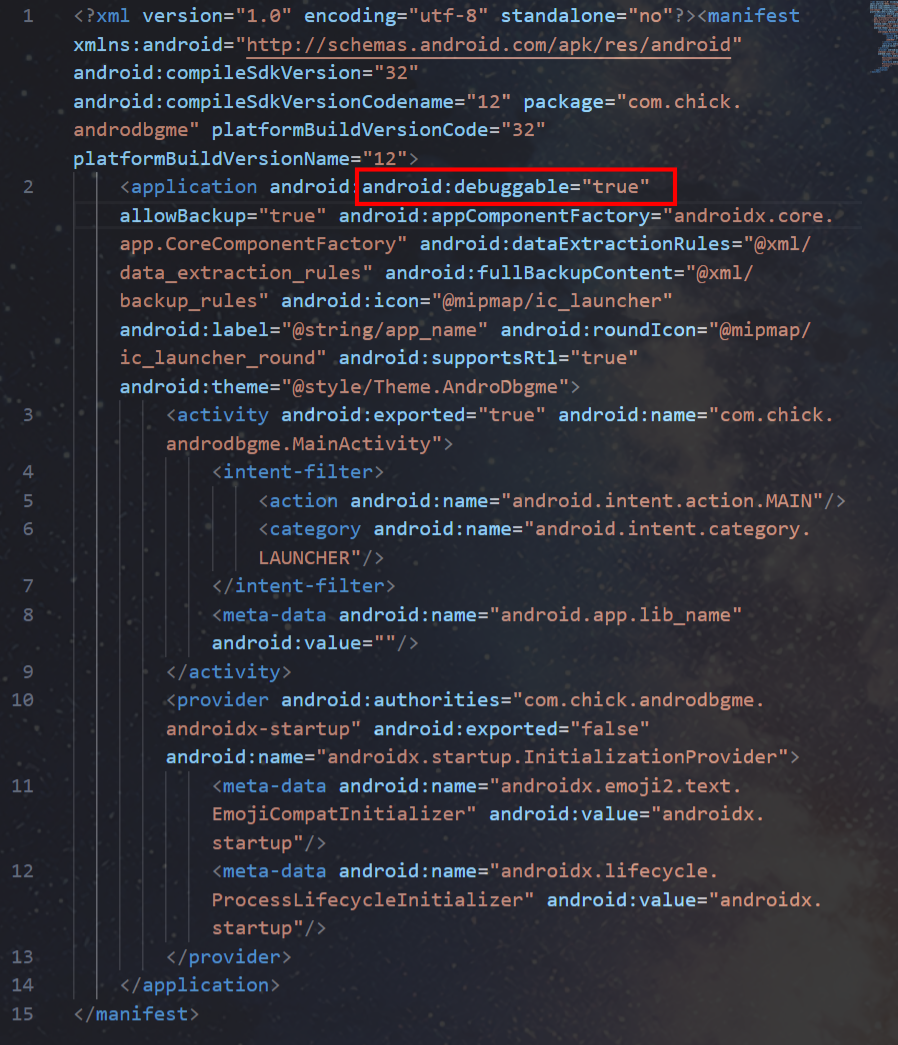 1 <?xml version="1.0" encoding="utf-8" standalone="no"?><manifest
xmlns:android="http://schemas.android.com/apk/res/android"
android:compileSdkVersion="32"
android:compileSdkVersionCodename="12" package="com.chick.
androdbgme" platformBuildVersionCode="32"
platformBuildVersionName="12">
2 <application android:android:debuggable="true"
allowBackup="true" android:appComponentFactory="androidx.core.
app.CoreComponentFactory" android:dataExtractionRules="@xml/
data_extraction_rules" android:fullBackupContent="@xml/
backup_rules" android:icon="@mipmap/ic_launcher"
android:label="@string/app_name" android:roundIcon="@mipmap/
ic_launcher_round" android:supportsRtl="true"
android:theme="@style/Theme.AndroDbgme">
3 <activity android:exported="true" android:name="com.chick.
androdbgme.MainActivity">
4 <intent-filter>
5 <action android:name="android.intent.action.MAIN"/>
6 <category android:name="android.intent.category.
LAUNCHER"/>
7 </intent-filter>
8 <meta-data android:name="android.app.lib_name"
android:value=""/>
9 </activity>
10 <provider android:authorities="com.chick.androdbgme.
androidx-startup" android:exported="false"
android:name="androidx.startup.InitializationProvider">
11 <meta-data android:name="androidx.emoji2.text.
EmojiCompatInitializer" android:value="androidx.
startup"/>
12 <meta-data android:name="androidx.lifecycle.
ProcessLifecycleInitializer" android:value="androidx.
startup"/>
13 </provider>
14 </application>
15 </manifest>